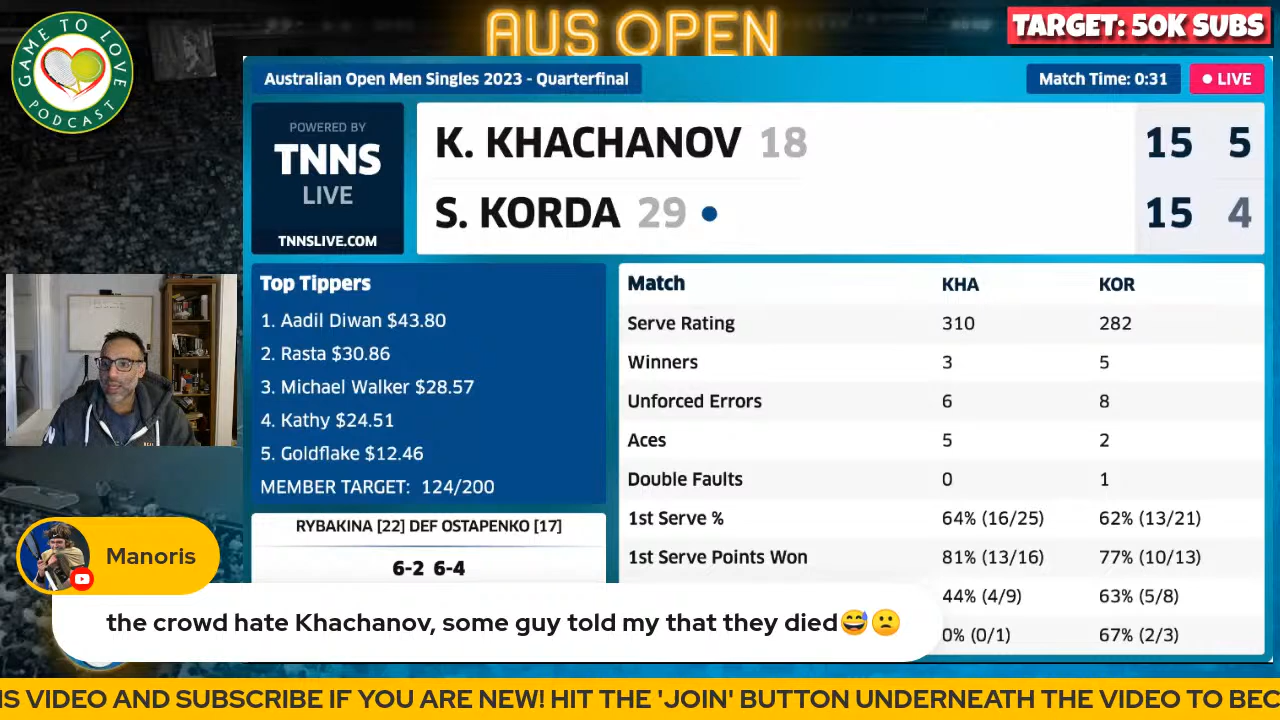 AUS OPEN
TARGET: 50K SUBS
GAME TO LOVE PODCAST
Australian Open Men Singles 2023 - Quarterfinal
Match Time: 0:31
LIVE
POWERED BY
TNNS
LIVE
TNNSLIVE.COM
K. KHACHANOV 18 15 5
S. KORDA 29 15 4
Top Tippers
1. Aadil Diwan $43.80
2. Rasta $30.86
3. Michael Walker $28.57
4. Kathy $24.51
5. Goldflake $12.46
MEMBER TARGET: 124/200
RYBAKINA [22] DEF OSTAPENKO [17]
6-2 6-4
Match KHA KOR
Serve Rating 310 282
Winners 3 5
Unforced Errors 6 8
Aces 5 2
Double Faults 0 1
1st Serve % 64% (16/25) 62% (13/21)
1st Serve Points Won 81% (13/16) 77% (10/13)
44% (4/9) 63% (5/8)
0% (0/1) 67% (2/3)
Manoris
the crowd hate Khachanov, some guy told my that they died😅🙁
IS VIDEO AND SUBSCRIBE IF YOU ARE NEW! HIT THE 'JOIN' BUTTON UNDERNEATH THE VIDEO TO BEC